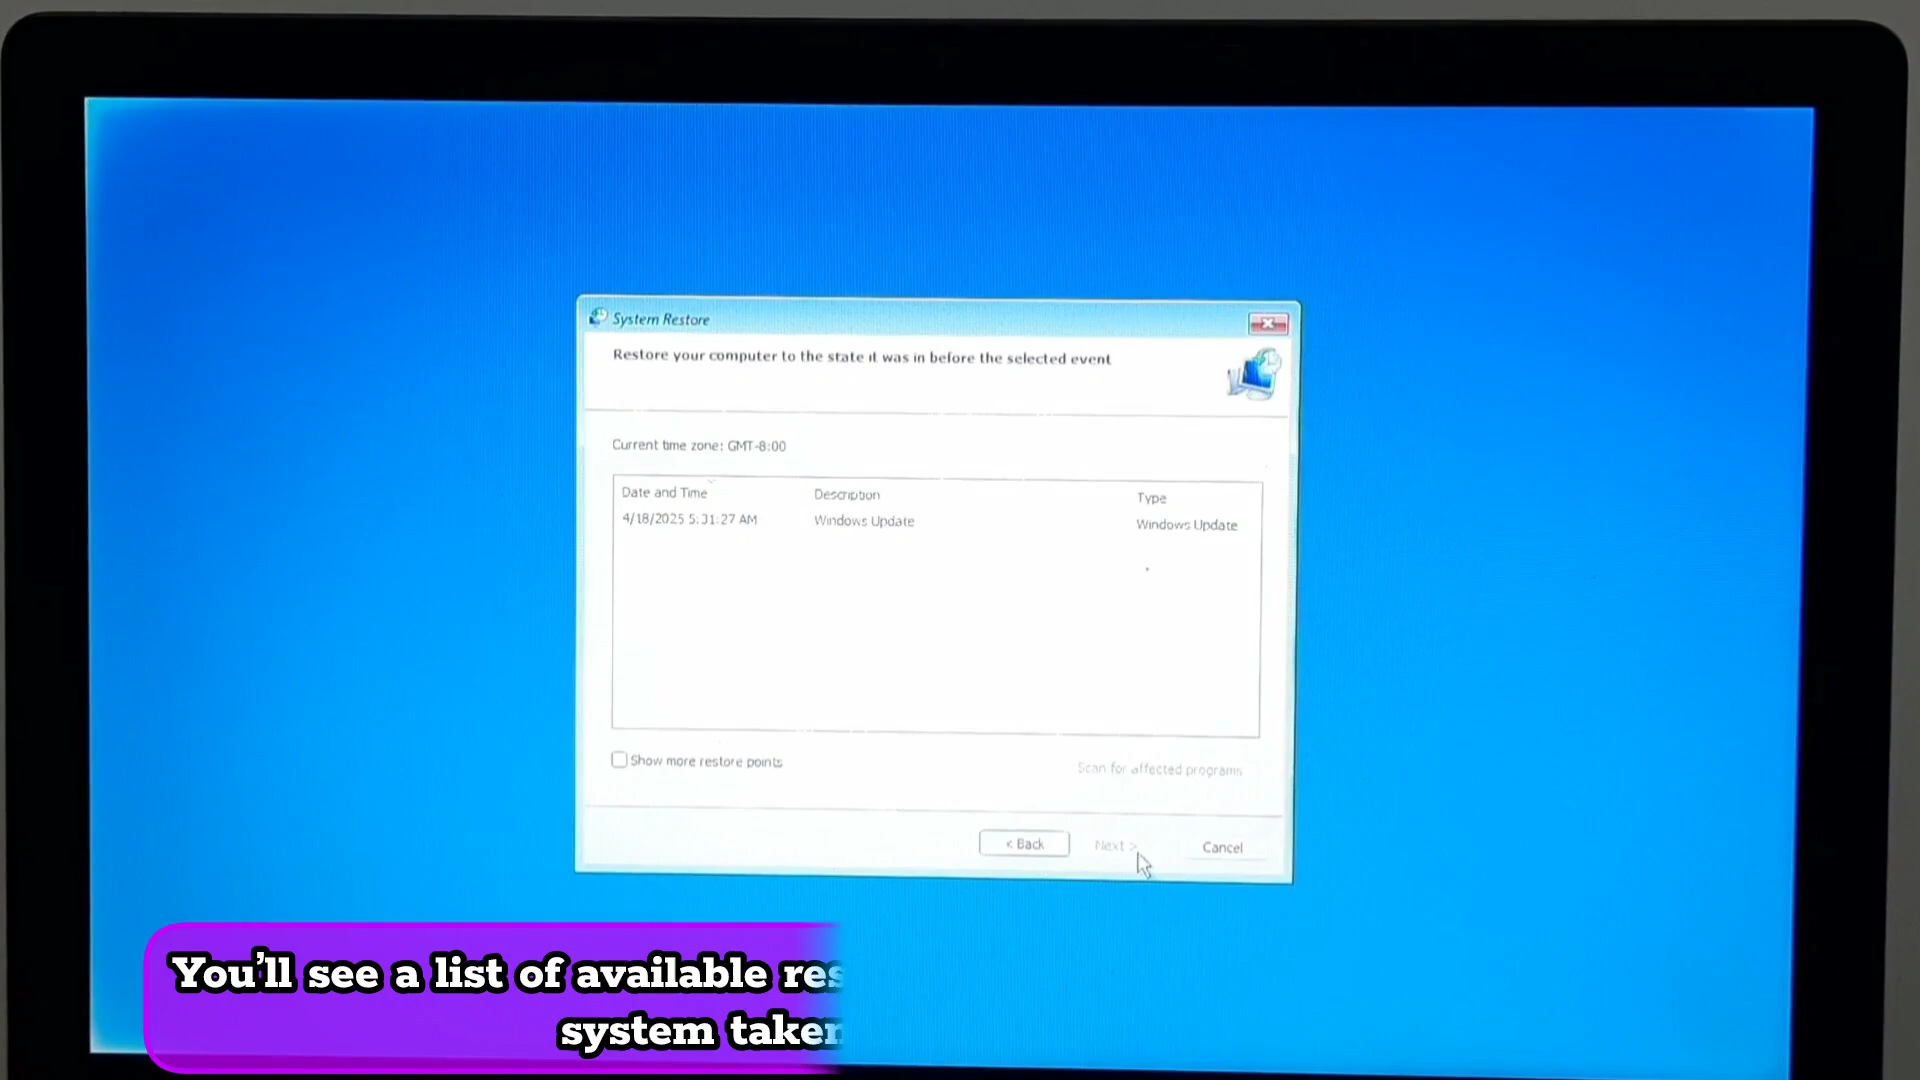 System Restore
Restore your computer to the state it was in before the selected event
Current time zone: GMT-8:00
Date and Time Description Type
4/18/2025 5:31:27 AM Windows Update Windows Update
Show more restore points
Scan for affected programs
< Back Next > Cancel
You'll see a list of available res
system taken